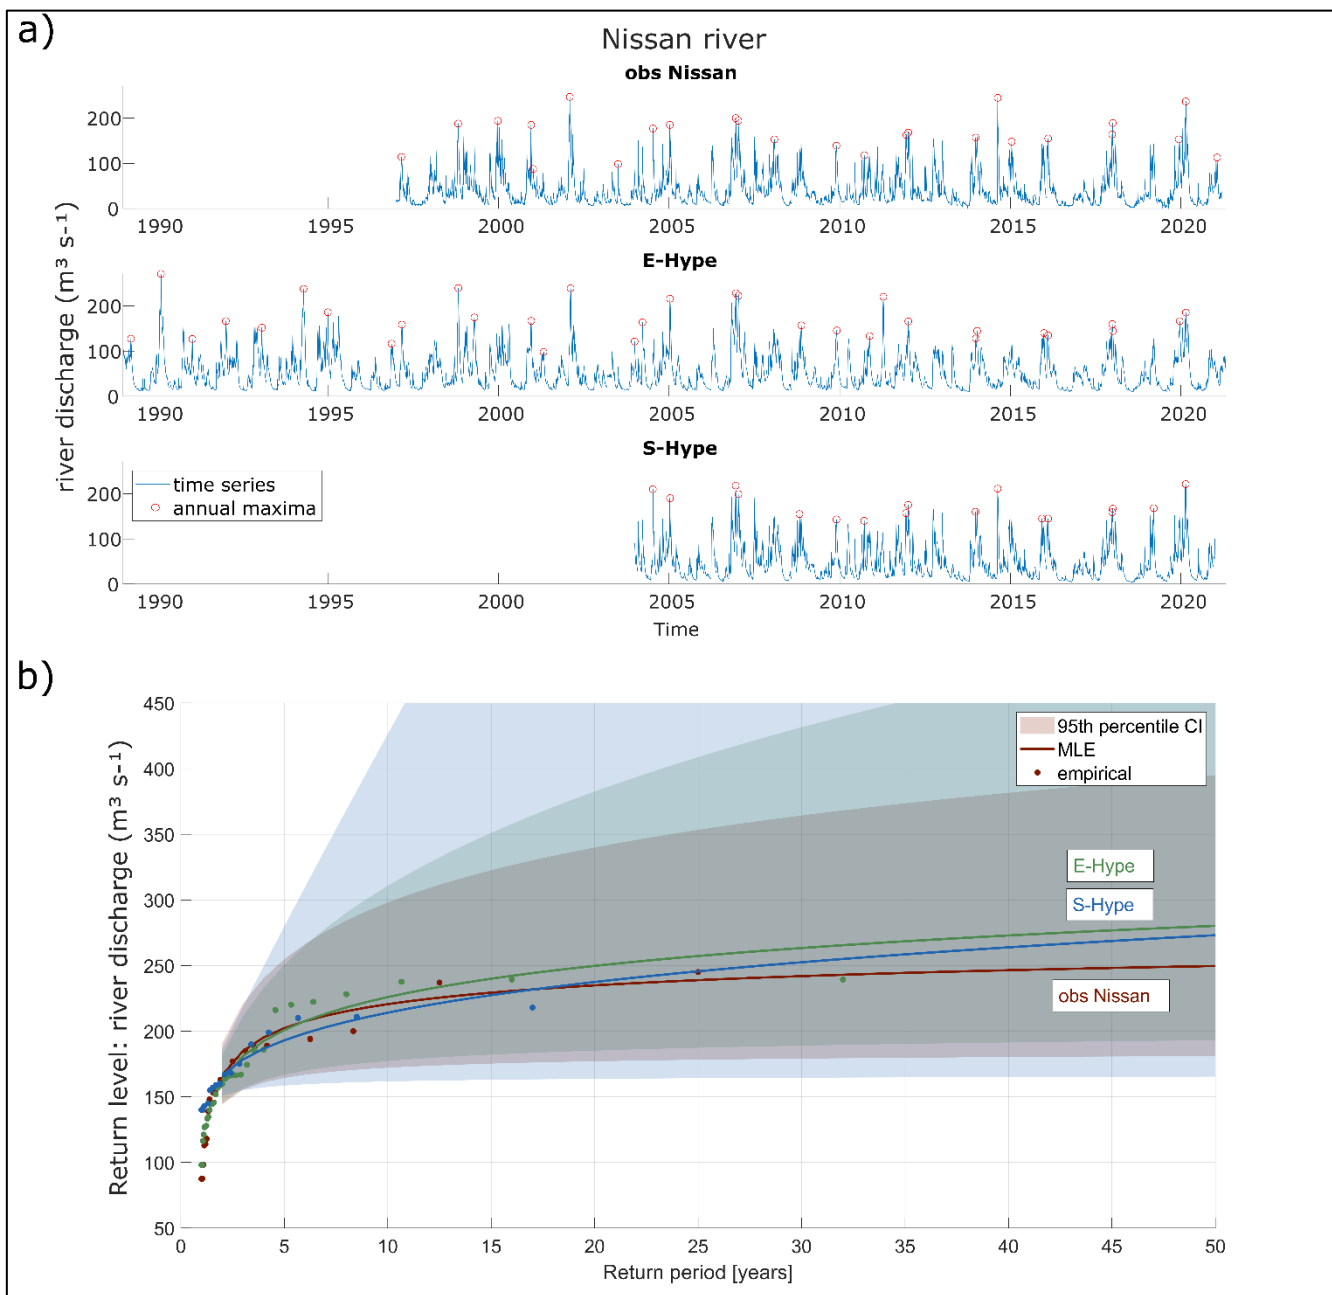 a)
Nissan river
obs Nissan
200
100
0
1990 1995 2000 2005 2010 2015 2020
E-Hype
200
100
0
1990 1995 2000 2005 2010 2015 2020
S-Hype
time series
annual maxima
200
100
0
1990 1995 2000 2005 2010 2015 2020
Time
river discharge (m³ s⁻¹)
b)
450
400
350
300
250
200
150
100
50
0 5 10 15 20 25 30 35 40 45 50
Return period [years]
Return level: river discharge (m³ s⁻¹)
95th percentile CI
MLE
empirical
E-Hype
S-Hype
obs Nissan